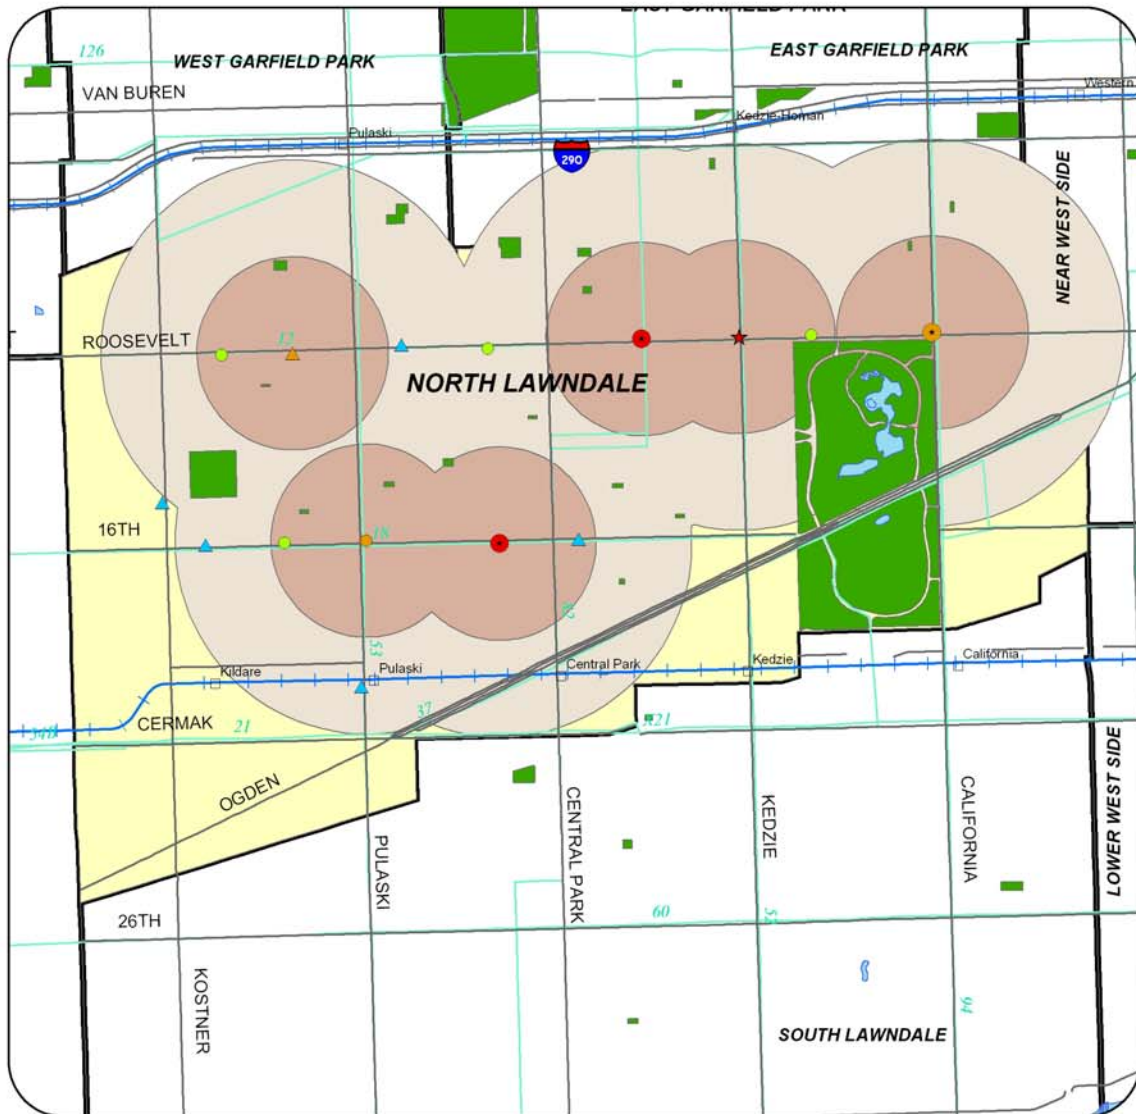 EAST GARFIELD PARK
126
WEST GARFIELD PARK
EAST GARFIELD PARK
VAN BUREN
Western
Kedzie-Homan
Pulaski
290
NEAR WEST SIDE
ROOSEVELT
12
NORTH LAWNDALE
16TH
18
82
53
Kildare
Pulaski
Central Park
Kedzie
California
37
CERMAK
21
X21
54B
OGDEN
PULASKI
CENTRAL PARK
KEDZIE
CALIFORNIA
LOWER WEST SIDE
26TH
60
52
KOSTNER
94
SOUTH LAWNDALE